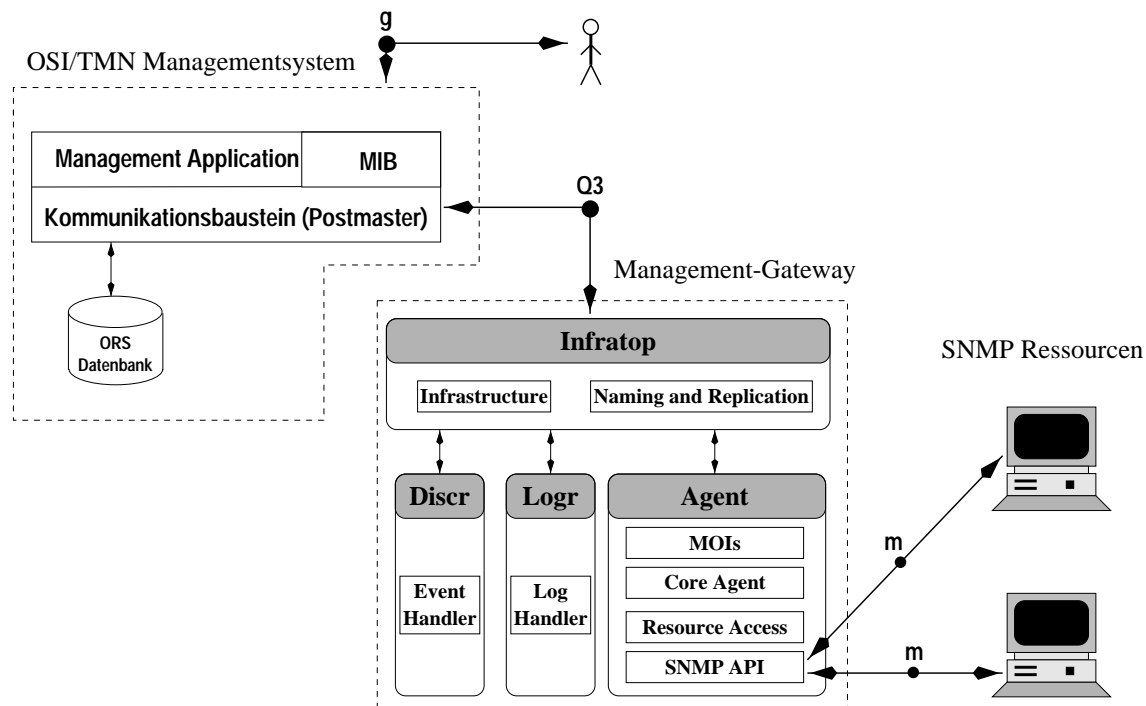 g
OSI/TMN Managementsystem
Management Application
MIB
Kommunikationsbaustein (Postmaster)
Q3
ORS
Datenbank
Management-Gateway
Infratop
Infrastructure
Naming and Replication
SNMP Ressourcen
Discr
Logr
Agent
Event
Handler
Log
Handler
MOIs
Core Agent
Resource Access
SNMP API
m
m